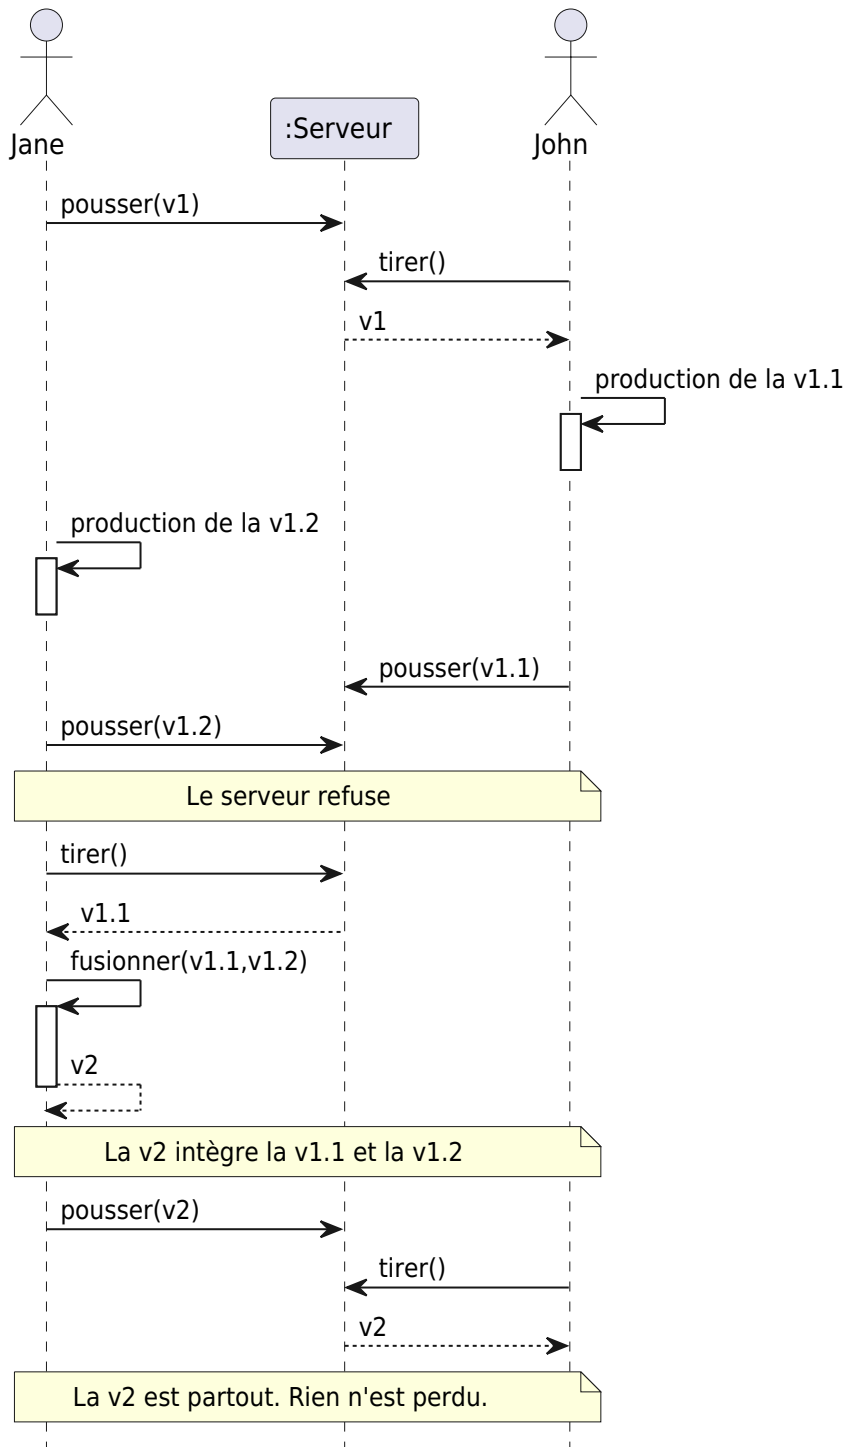 Jane
:Serveur
John
pousser(v1)
tirer()
v1
production de la v1.1
production de la v1.2
pousser(v1.1)
pousser(v1.2)
Le serveur refuse
tirer()
v1.1
fusionner(v1.1,v1.2)
v2
La v2 intègre la v1.1 et la v1.2
pousser(v2)
tirer()
v2
La v2 est partout. Rien n'est perdu.